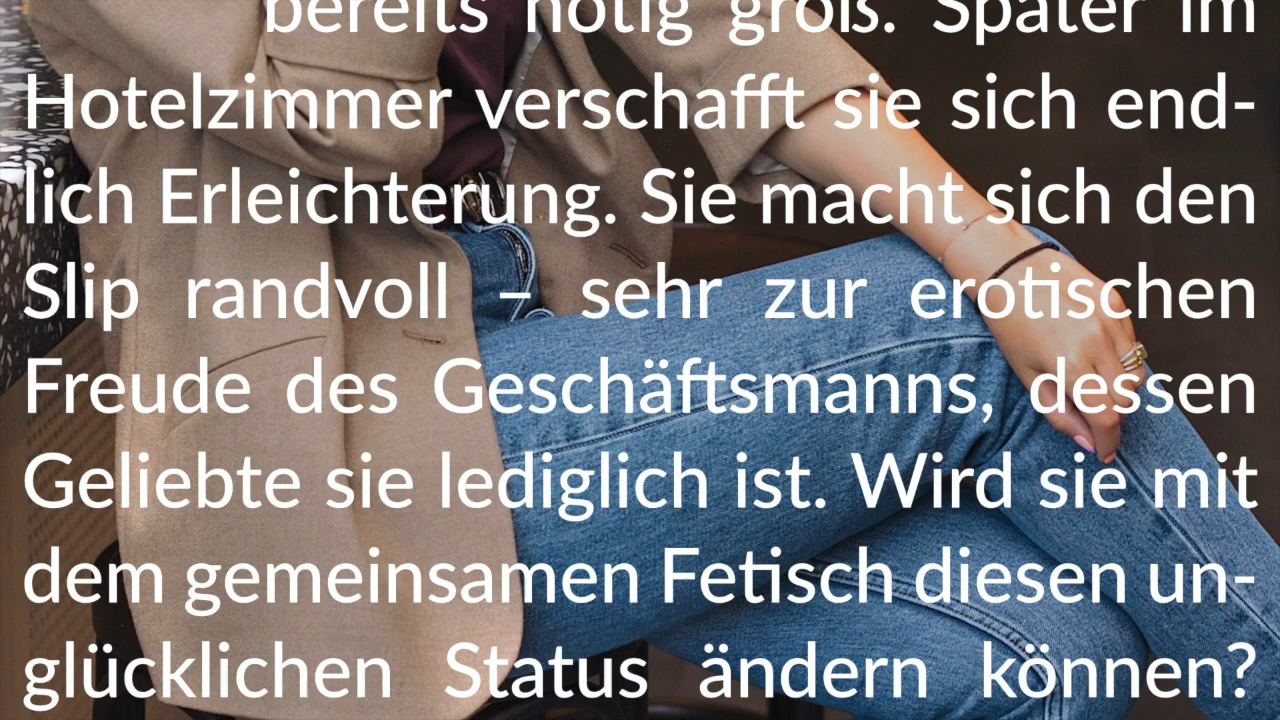 bereits nötig groß. Später im
Hotelzimmer verschafft sie sich end-
lich Erleichterung. Sie macht sich den
Slip randvoll – sehr zur erotischen
Freude des Geschäftsmanns, dessen
Geliebte sie lediglich ist. Wird sie mit
dem gemeinsamen Fetisch diesen un-
glücklichen Status ändern können?